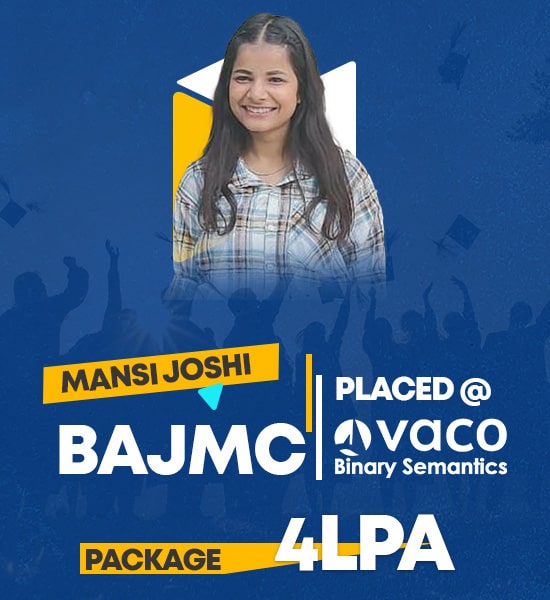 MANSI JOSHI
BAJMC
PLACED @
vaco
Binary Semantics
PACKAGE 4LPA